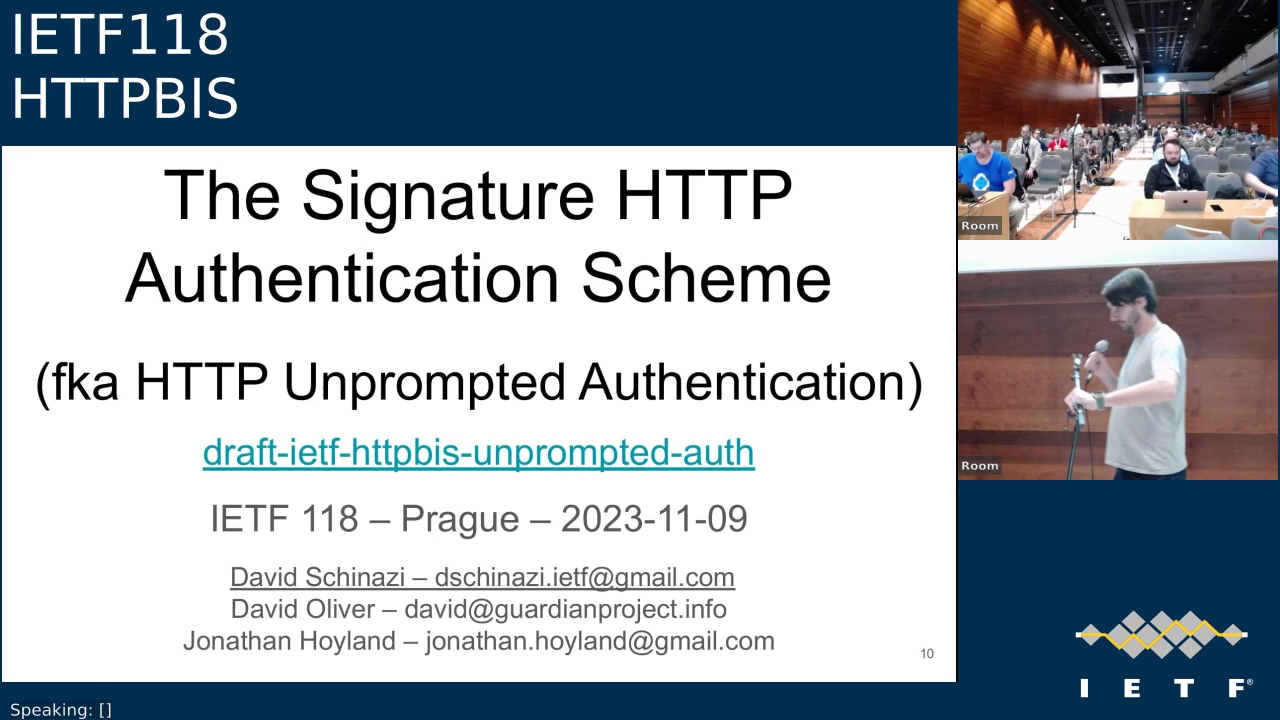 IETF118
HTTPBIS
The Signature HTTP
Authentication Scheme
(fka HTTP Unprompted Authentication)
draft-ietf-httpbis-unprompted-auth
IETF 118 – Prague – 2023-11-09
David Schinazi – dschinazi.ietf@gmail.com
David Oliver – david@guardianproject.info
Jonathan Hoyland – jonathan.hoyland@gmail.com
10
Room
Room
I E T F®
Speaking: []